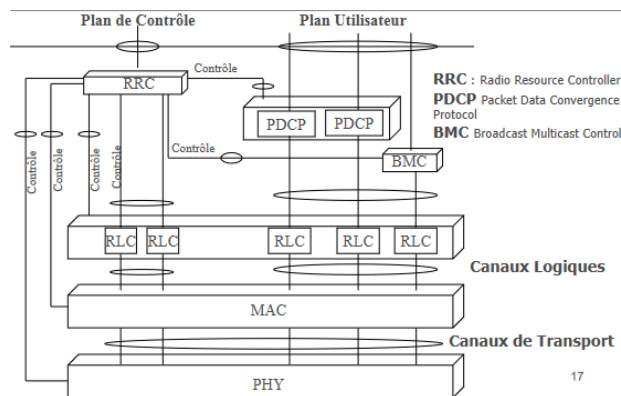 Plan de Contrôle
Plan Utilisateur
Contrôle
RRC
RRC : Radio Resource Controller
PDCP Packet Data Convergence
Protocol
BMC Broadcast Multicast Control
PDCP
PDCP
Contrôle
Contrôle
Contrôle
Contrôle
Contrôle
BMC
RLC
RLC
RLC
RLC
RLC
Canaux Logiques
MAC
Canaux de Transport
PHY
17